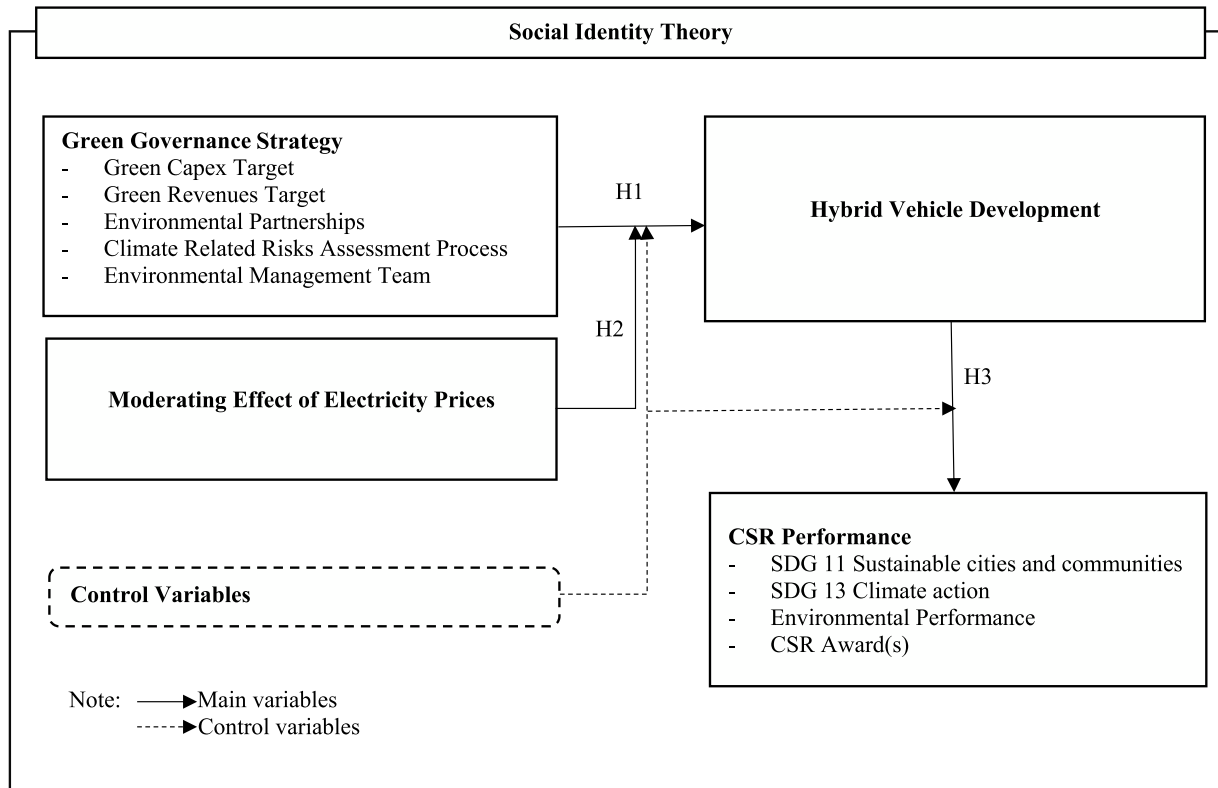 Social Identity Theory
Green Governance Strategy
- Green Capex Target
- Green Revenues Target
- Environmental Partnerships
- Climate Related Risks Assessment Process
- Environmental Management Team
H1
Hybrid Vehicle Development
H2
Moderating Effect of Electricity Prices
H3
CSR Performance
- SDG 11 Sustainable cities and communities
- SDG 13 Climate action
- Environmental Performance
- CSR Award(s)
Control Variables
Note: Main variables
Control variables